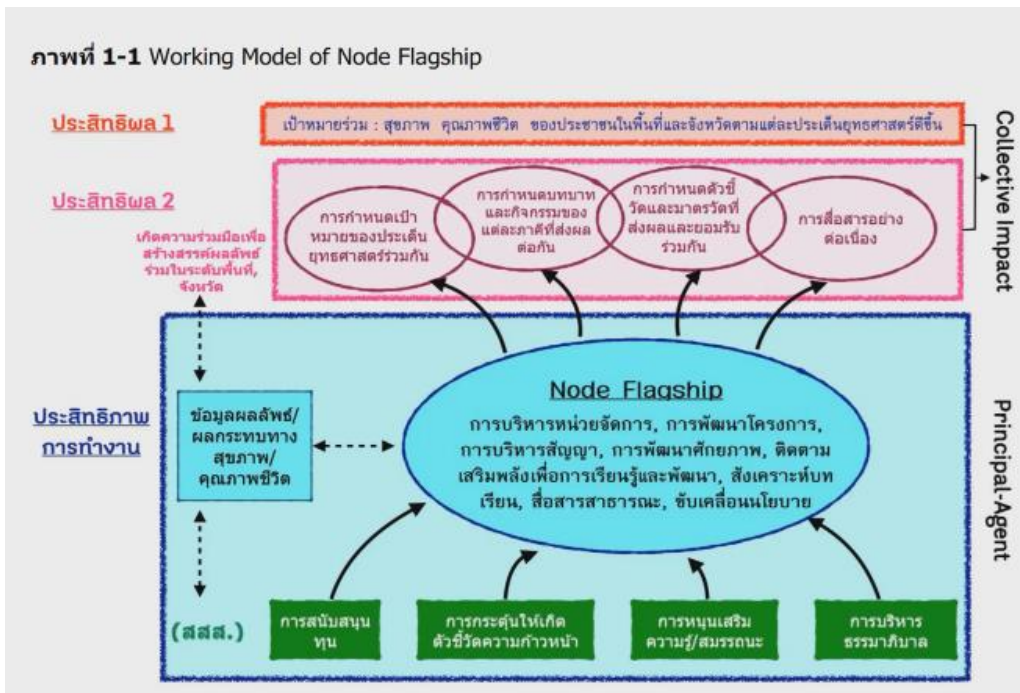 ภาพที่ 1-1 Working Model of Node Flagship
ประสิทธิผล 1
เป้าหมายร่วม : สุขภาพ คุณภาพชีวิต ของประชาชนในพื้นที่และจังหวัดตามแต่ละประเด็นยุทธศาสตร์ดีขึ้น
Collective Impact
ประสิทธิผล 2
เกิดความร่วมมือเพื่อ
สร้างสรรค์ผลลัพธ์
ร่วมในระดับพื้นที่,
จังหวัด
การกำหนดเป้า
หมายของประเด็น
ยุทธศาสตร์ร่วมกัน
การกำหนดบทบาท
และกิจกรรมของ
แต่ละภาคีที่ส่งผล
ต่อกัน
การกำหนดตัวชี้
วัดและมาตรวัดที่
ส่งผลและยอมรับ
ร่วมกัน
การสื่อสารอย่าง
ต่อเนื่อง
ประสิทธิภาพ
การทำงาน
ข้อมูลผลลัพธ์/
ผลกระทบทาง
สุขภาพ/
คุณภาพชีวิต
Node Flagship
การบริหารหน่วยจัดการ, การพัฒนาโครงการ,
การบริหารสัญญา, การพัฒนาศักยภาพ, ติดตาม
เสริมพลังเพื่อการเรียนรู้และพัฒนา, สังเคราะห์บท
เรียน, สื่อสารสาธารณะ, ขับเคลื่อนนโยบาย
Principal-Agent
(สสส.)
การสนับสนุน
ทุน
การกระตุ้นให้เกิด
ตัวชี้วัดความก้าวหน้า
การหนุนเสริม
ความรู้/สมรรถนะ
การบริหาร
ธรรมาภิบาล